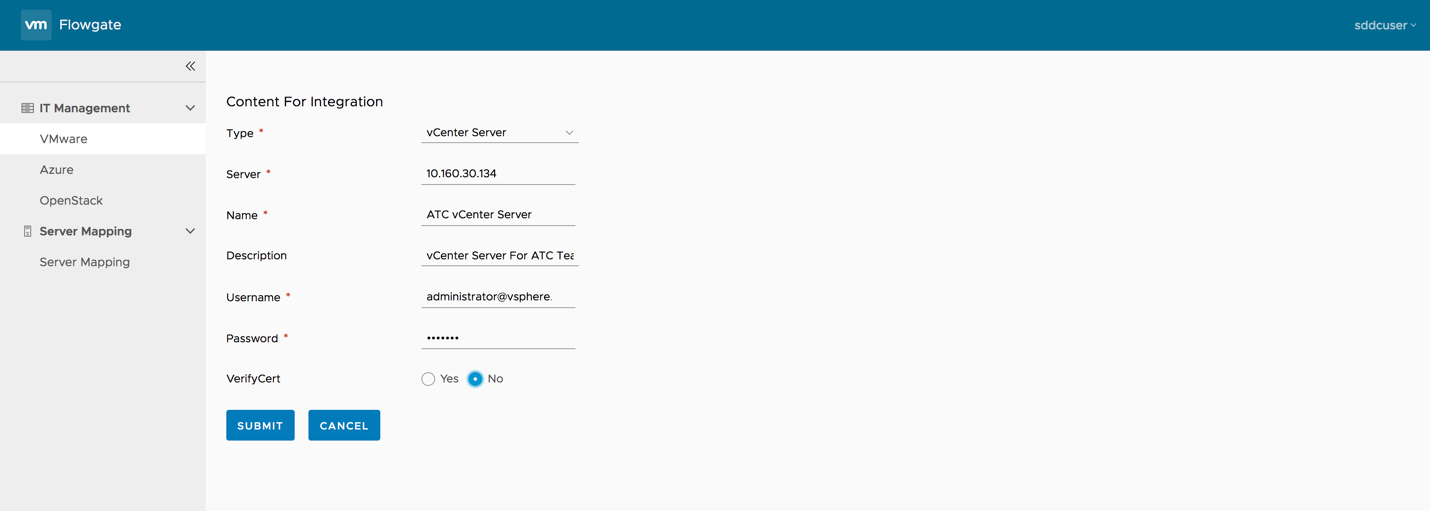 vm Flowgate
sddcuser
IT Management
VMware
Azure
OpenStack
Server Mapping
Server Mapping
Content For Integration
Type * vCenter Server
Server * 10.160.30.134
Name * ATC vCenter Server
Description vCenter Server For ATC Tea
Username * administrator@vsphere.
Password * •••••••
VerifyCert Yes No
SUBMIT CANCEL